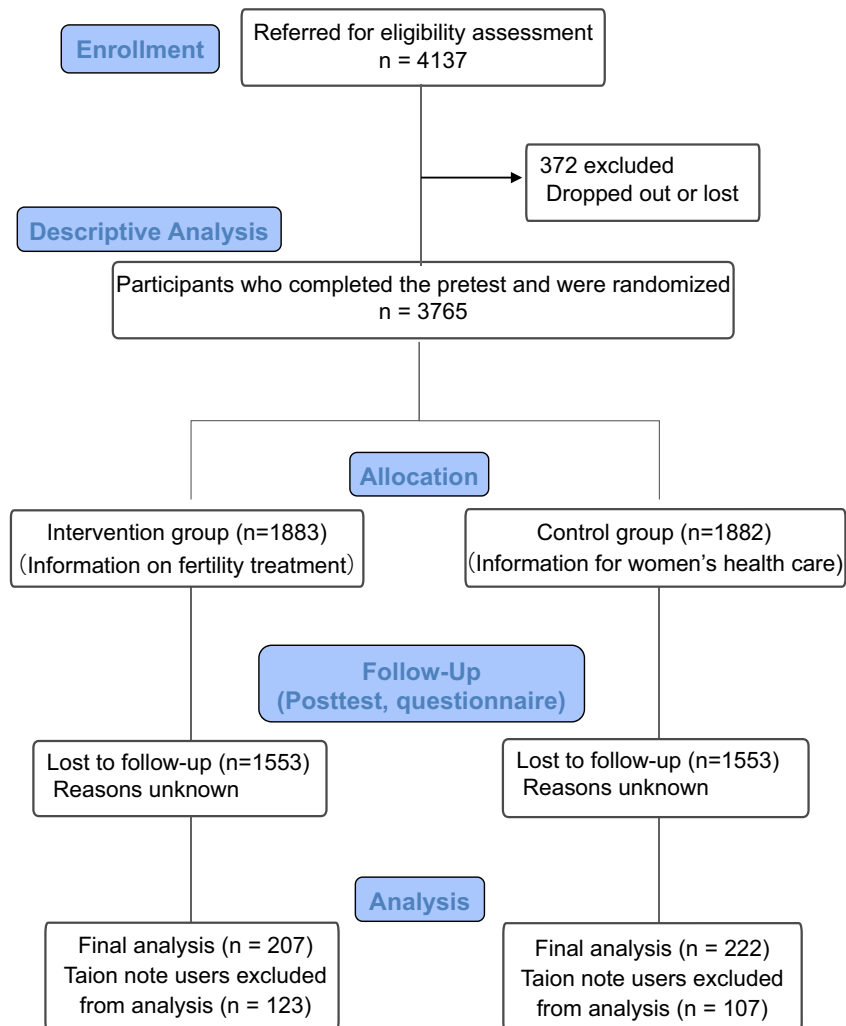 Enrollment
Referred for eligibility assessment
n = 4137
372 excluded
Dropped out or lost
Descriptive Analysis
Participants who completed the pretest and were randomized
n = 3765
Allocation
Intervention group (n=1883)
（Information on fertility treatment）
Control group (n=1882)
（Information for women’s health care)
Follow-Up
(Posttest, questionnaire)
Lost to follow-up (n=1553)
Reasons unknown
Lost to follow-up (n=1553)
Reasons unknown
Analysis
Final analysis (n = 207)
Taion note users excluded
from analysis (n = 123)
Final analysis (n = 222)
Taion note users excluded
from analysis (n = 107)